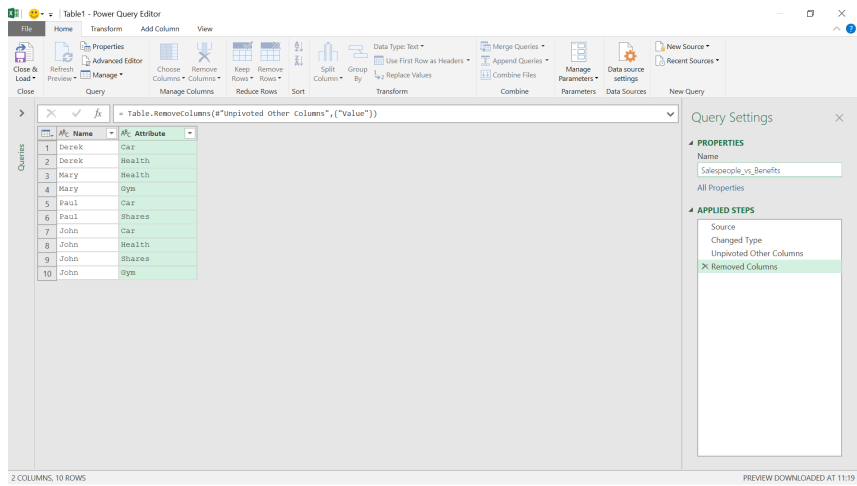 Table1 - Power Query Editor
File Home Transform Add Column View
Close & Load
Refresh Preview
Properties
Advanced Editor
Manage
Choose Columns
Remove Columns
Keep Rows
Remove Rows
Split Column
Group By
Data Type: Text
Use First Row as Headers
Replace Values
Merge Queries
Append Queries
Combine Files
Manage Parameters
Data source settings
New Source
Recent Sources
Close Query Manage Columns Reduce Rows Sort Transform Combine Parameters Data Sources New Query
fx = Table.RemoveColumns(#"Unpivoted Other Columns",{"Value"})
Queries
ABC Name ABC Attribute
1 Derek Car
2 Derek Health
3 Mary Health
4 Mary Gym
5 Paul Car
6 Paul Shares
7 John Car
8 John Health
9 John Shares
10 John Gym
Query Settings
PROPERTIES
Name
Salespeople_vs_Benefits
All Properties
APPLIED STEPS
Source
Changed Type
Unpivoted Other Columns
Removed Columns
2 COLUMNS, 10 ROWS PREVIEW DOWNLOADED AT 11:19